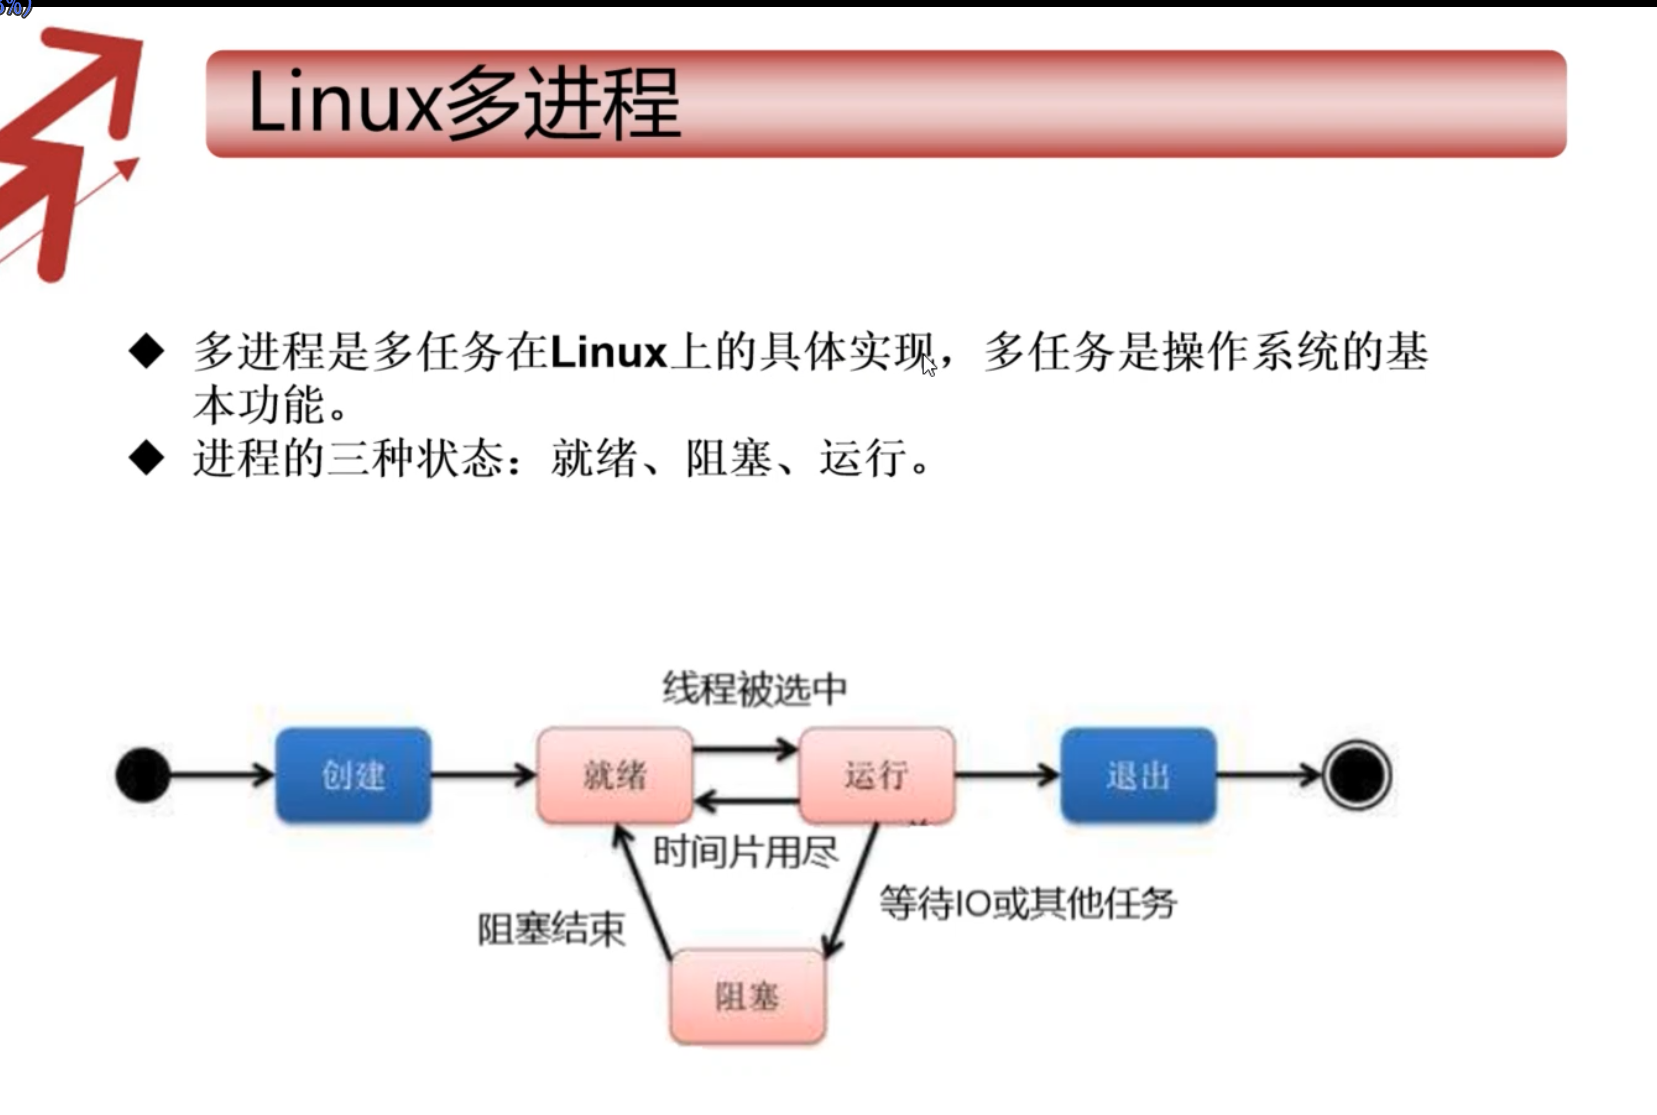 Linux多进程
多进程是多任务在Linux上的具体实现，多任务是操作系统的基
本功能。
进程的三种状态：就绪、阻塞、运行。
线程被选中
创建
就绪
运行
退出
时间片用尽
等待IO或其他任务
阻塞结束
阻塞